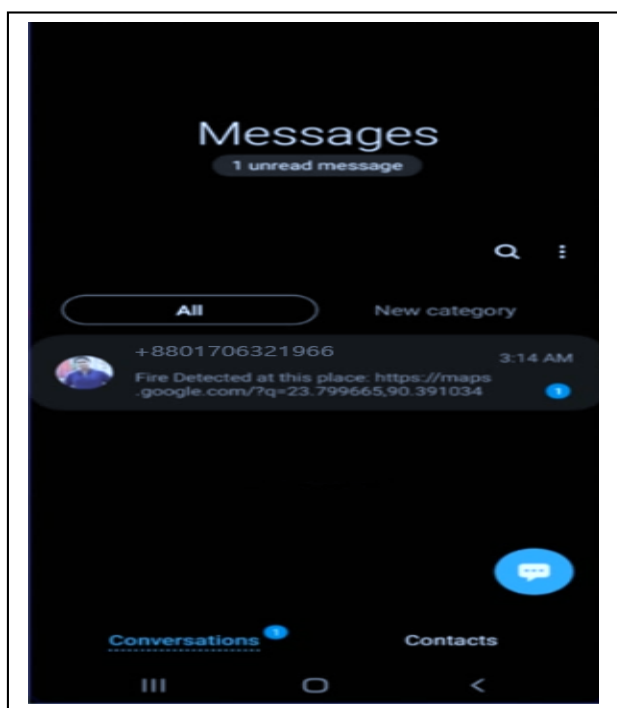 Messages
1 unread message
All
New category
+8801706321966
3:14 AM
Fire Detected at this place: https://maps
.google.com/?q=23.799665,90.391034
1
Conversations 1
Contacts